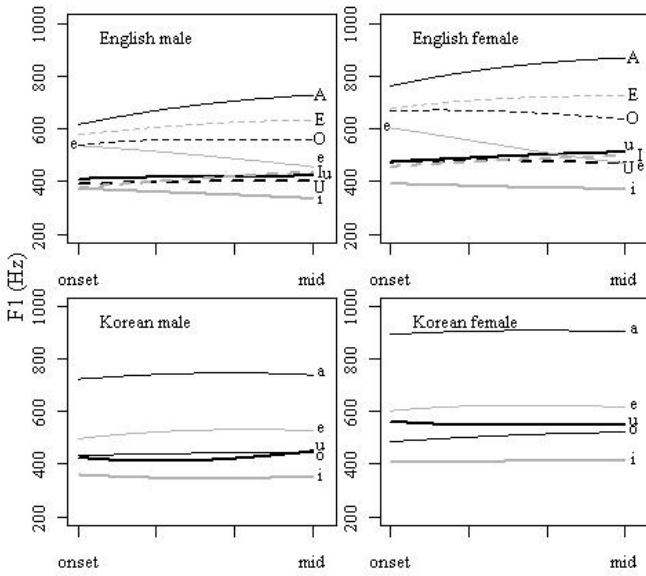 F1 (Hz)
English male
1000
800
600
400
200
e
A
E
O
e
I u
U
i
onset
mid
English female
1000
800
600
400
200
e
A
E
O
u
I
U e
i
onset
mid
Korean male
1000
800
600
400
200
a
e
u
o
i
onset
mid
Korean female
1000
800
600
400
200
a
e
u
o
i
onset
mid